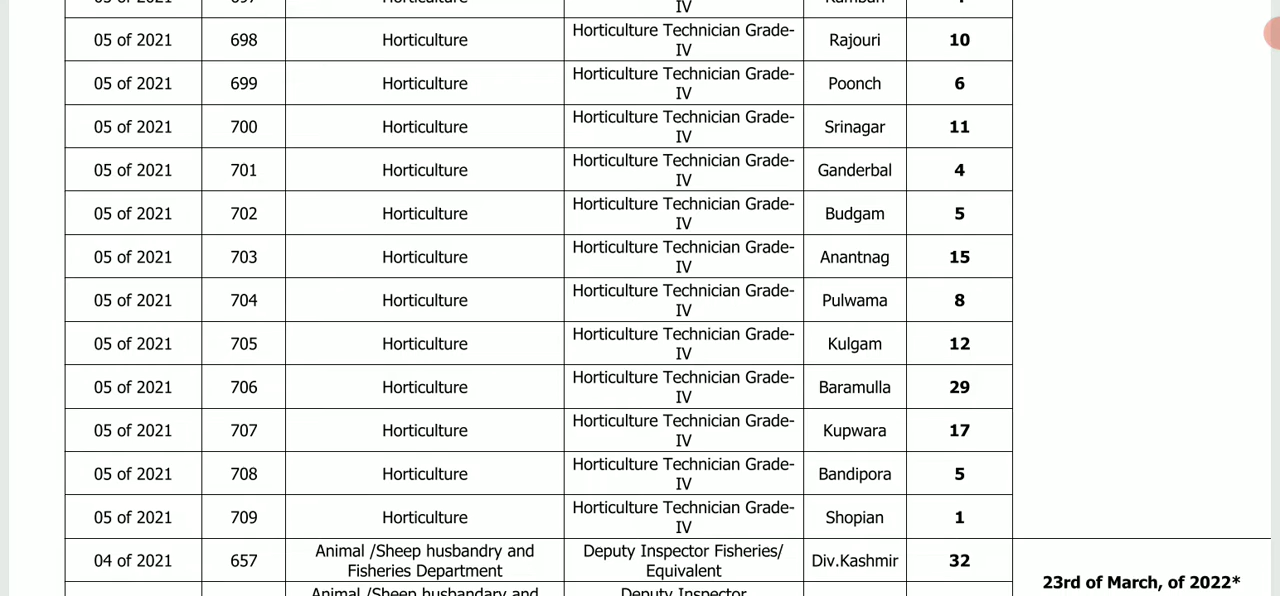 IV
05 of 2021 698 Horticulture Horticulture Technician Grade-IV Rajouri 10
05 of 2021 699 Horticulture Horticulture Technician Grade-IV Poonch 6
05 of 2021 700 Horticulture Horticulture Technician Grade-IV Srinagar 11
05 of 2021 701 Horticulture Horticulture Technician Grade-IV Ganderbal 4
05 of 2021 702 Horticulture Horticulture Technician Grade-IV Budgam 5
05 of 2021 703 Horticulture Horticulture Technician Grade-IV Anantnag 15
05 of 2021 704 Horticulture Horticulture Technician Grade-IV Pulwama 8
05 of 2021 705 Horticulture Horticulture Technician Grade-IV Kulgam 12
05 of 2021 706 Horticulture Horticulture Technician Grade-IV Baramulla 29
05 of 2021 707 Horticulture Horticulture Technician Grade-IV Kupwara 17
05 of 2021 708 Horticulture Horticulture Technician Grade-IV Bandipora 5
05 of 2021 709 Horticulture Horticulture Technician Grade-IV Shopian 1
04 of 2021 657 Animal /Sheep husbandry and Fisheries Department Deputy Inspector Fisheries/ Equivalent Div.Kashmir 32
23rd of March, of 2022*
Animal /Sheep husbandary and Deputy Inspector